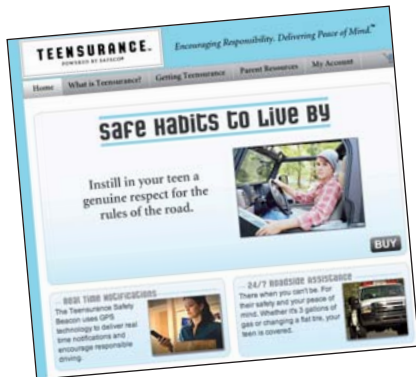 TEENSURANCE.
POWERED BY SAFECO®
Encouraging Responsibility. Delivering Peace of Mind.™
Home
What is Teensurance?
Getting Teensurance
Parent Resources
My Account
Safe Habits to Live By
Instill in your teen a
genuine respect for the
rules of the road.
BUY
Real Time Notifications
The Teensurance Safety
Beacon uses GPS
technology to deliver real
time notifications and
encourage responsible
driving.
24/7 Roadside Assistance
There when you can't be. For
their safety and your peace of
mind. Whether it's 3 gallons of
gas or changing a flat tire, your
teen is covered.